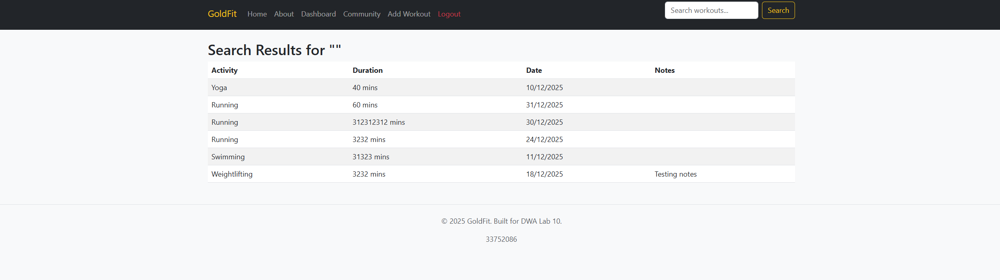 GoldFit Home About Dashboard Community Add Workout Logout Search workouts... Search
Search Results for ""
Activity Duration Date Notes
Yoga 40 mins 10/12/2025
Running 60 mins 31/12/2025
Running 312312312 mins 30/12/2025
Running 3232 mins 24/12/2025
Swimming 31323 mins 11/12/2025
Weightlifting 3232 mins 18/12/2025 Testing notes
© 2025 GoldFit. Built for DWA Lab 10.
33752086